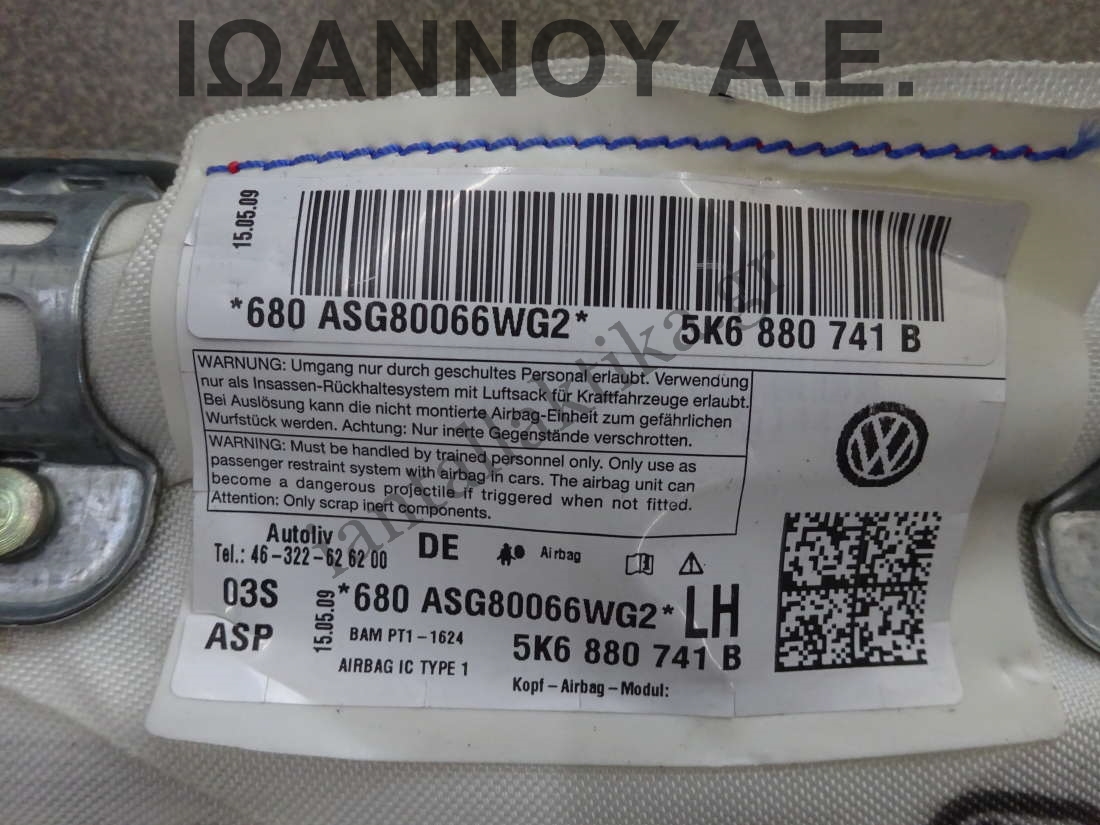 ΙΩΑΝΝΟΥ Α.Ε.
15.05.09
*680 ASG80066WG2* 5K6 880 741 B
WARNUNG: Umgang nur durch geschultes Personal erlaubt. Verwendung
nur als Insassen-Rückhaltesystem mit Luftsack für Kraftfahrzeuge erlaubt.
Bei Auslösung kann die nicht montierte Airbag-Einheit zum gefährlichen
Wurfstück werden. Achtung: Nur inerte Gegenstände verschrotten.
WARNING: Must be handled by trained personnel only. Only use as
passenger restraint system with airbag in cars. The airbag unit can
become a dangerous projectile if triggered when not fitted.
Attention: Only scrap inert components.
Autoliv
Tel.: 46-322-626200
DE
Airbag
03S
ASP
15.05.09
*680 ASG80066WG2* LH
BAM PT1-1624
5K6 880 741 B
AIRBAG IC TYPE 1
Kopf-Airbag-Modul:
VW
iantallaktika.gr